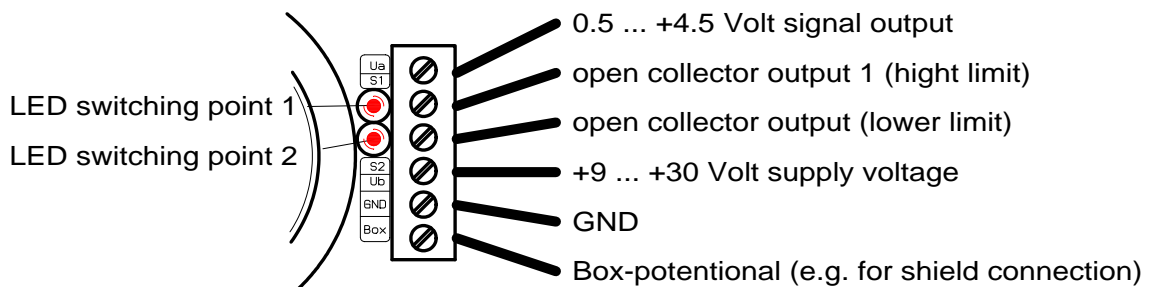 0.5 ... +4.5 Volt signal output
Ua
S1
open collector output 1 (hight limit)
LED switching point 1
open collector output (lower limit)
LED switching point 2
S2
Ub
+9 ... +30 Volt supply voltage
GND
GND
Box
Box-potentional (e.g. for shield connection)